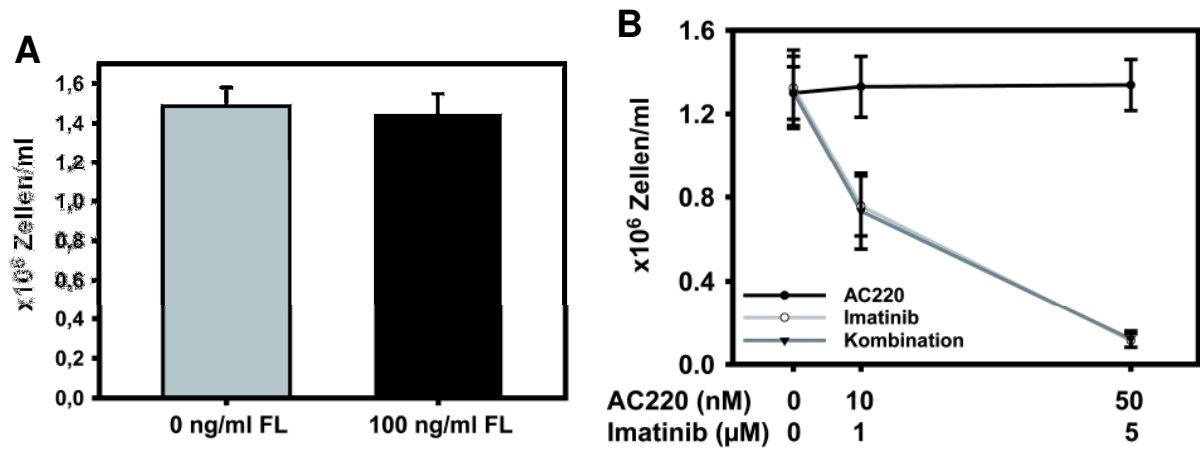 A
x10⁶ Zellen/ml
1,6
1,4
1,2
1,0
0,8
0,6
0,4
0,2
0,0
0 ng/ml FL 100 ng/ml FL
B
x10⁶ Zellen/ml
1.6
1.2
0.8
0.4
0.0
AC220
Imatinib
Kombination
AC220 (nM) 0 10 50
Imatinib (µM) 0 1 5